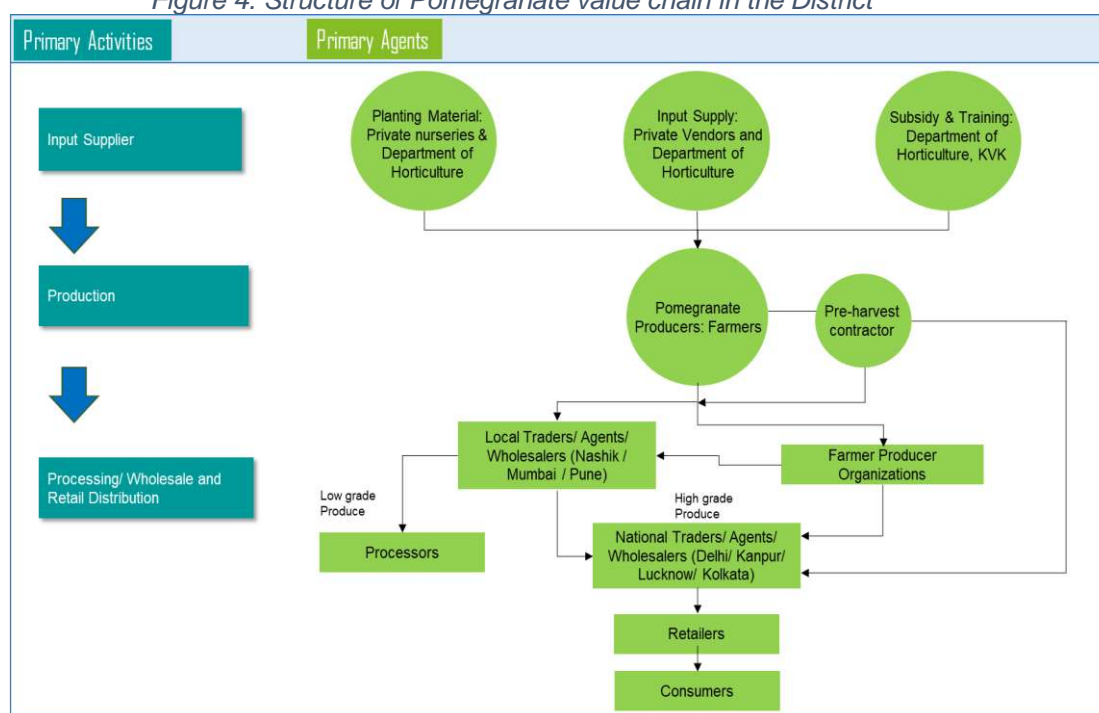 Figure 4: Structure of Pomegranate value chain in the District
Primary Activities
Primary Agents
Input Supplier
Planting Material:
Private nurseries &
Department of
Horticulture
Input Supply:
Private Vendors and
Department of
Horticulture
Subsidy & Training:
Department of
Horticulture, KVK
Production
Pomegranate
Producers: Farmers
Pre-harvest
contractor
Processing/ Wholesale and
Retail Distribution
Local Traders/ Agents/
Wholesalers (Nashik /
Mumbai / Pune)
Farmer Producer
Organizations
Low grade
Produce
High grade
Produce
Processors
National Traders/ Agents/
Wholesalers (Delhi/ Kanpur/
Lucknow/ Kolkata)
Retailers
Consumers